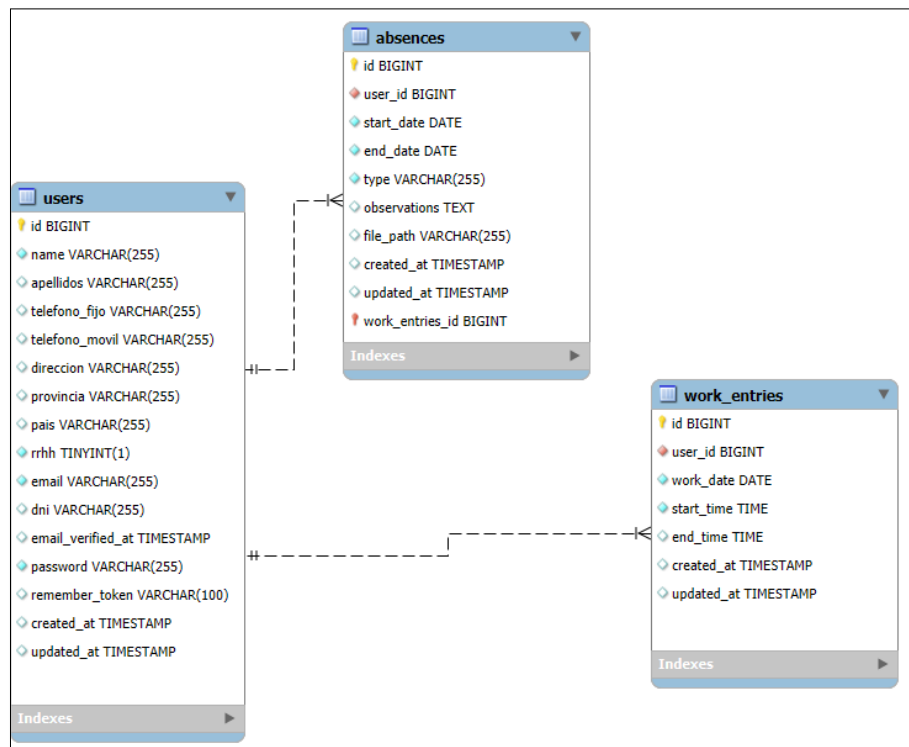 absences
id BIGINT
user_id BIGINT
start_date DATE
end_date DATE
type VARCHAR(255)
observations TEXT
file_path VARCHAR(255)
created_at TIMESTAMP
updated_at TIMESTAMP
work_entries_id BIGINT
Indexes
users
id BIGINT
name VARCHAR(255)
apellidos VARCHAR(255)
telefono_fijo VARCHAR(255)
telefono_movil VARCHAR(255)
direccion VARCHAR(255)
provincia VARCHAR(255)
pais VARCHAR(255)
rrhh TINYINT(1)
email VARCHAR(255)
dni VARCHAR(255)
email_verified_at TIMESTAMP
password VARCHAR(255)
remember_token VARCHAR(100)
created_at TIMESTAMP
updated_at TIMESTAMP
Indexes
work_entries
id BIGINT
user_id BIGINT
work_date DATE
start_time TIME
end_time TIME
created_at TIMESTAMP
updated_at TIMESTAMP
Indexes